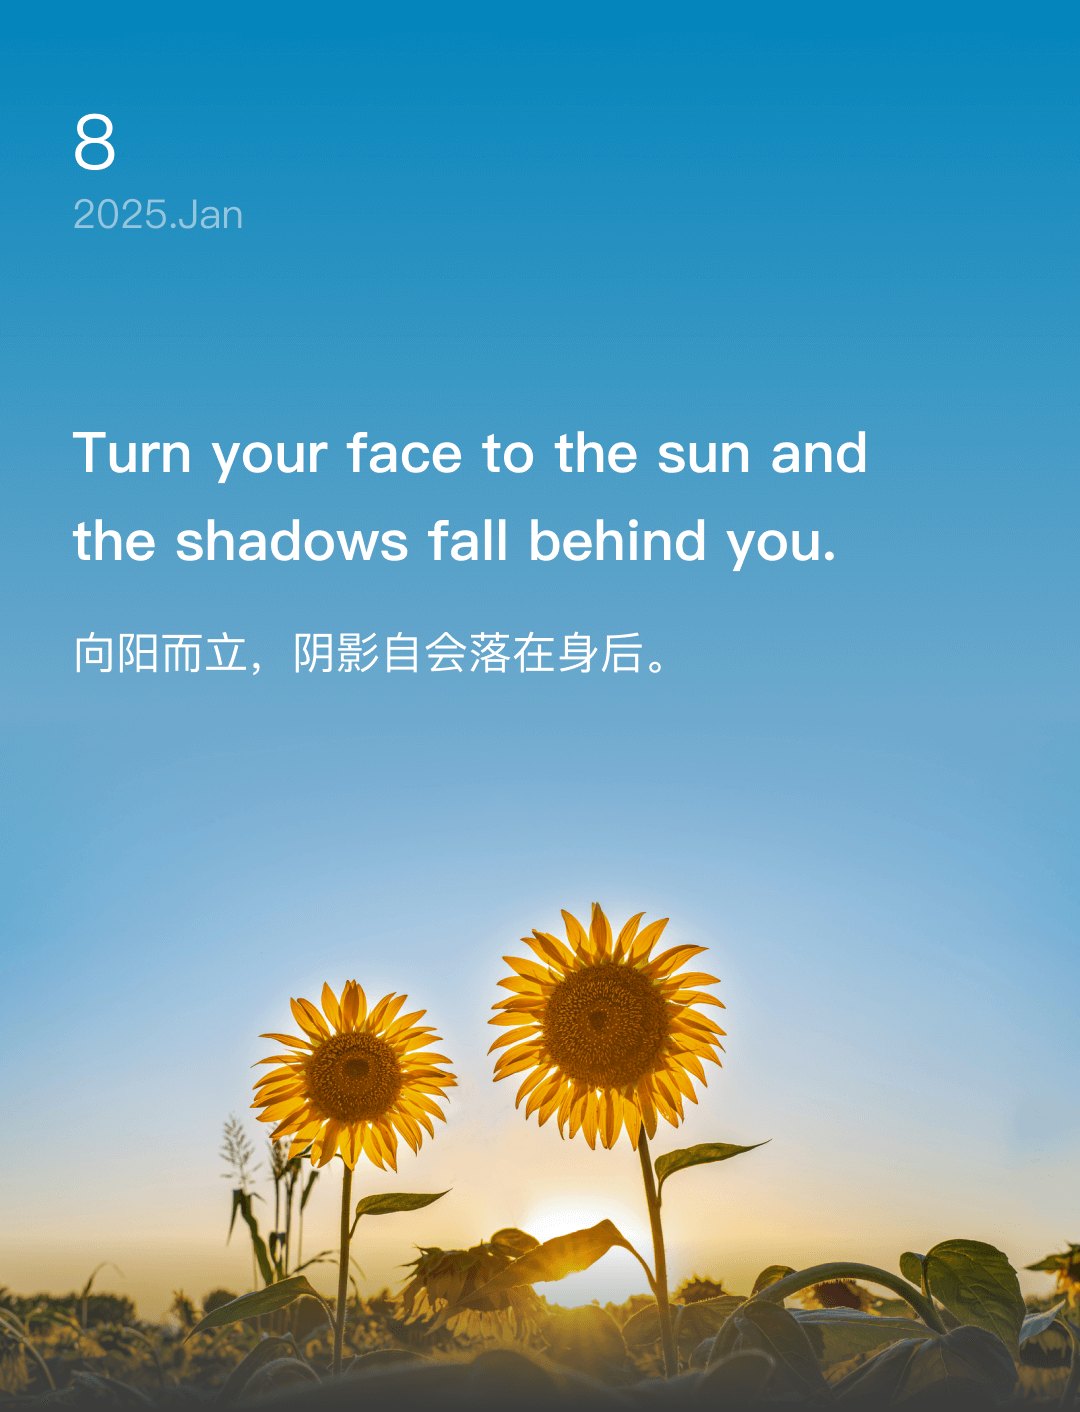 8
2025.Jan
Turn your face to the sun and
the shadows fall behind you.
向阳而立，阴影自会落在身后。